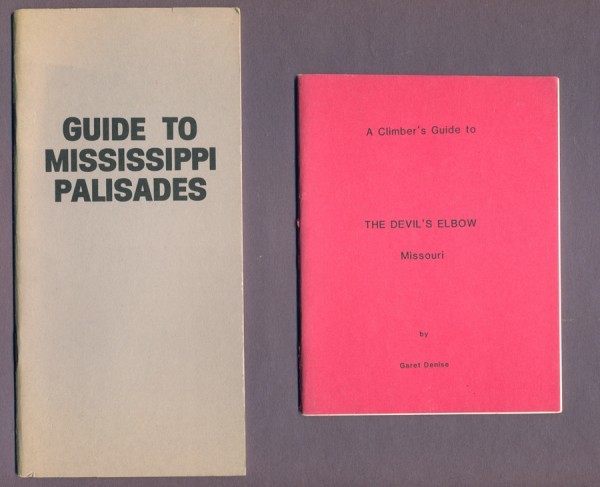 GUIDE TO
MISSISSIPPI
PALISADES
A Climber's Guide to
THE DEVIL'S ELBOW
Missouri
by
Garet Denise